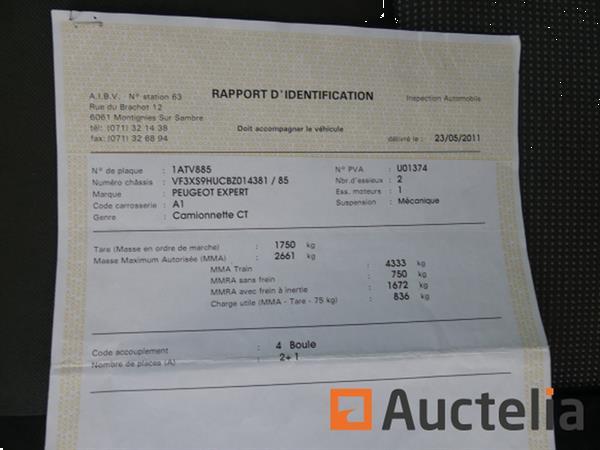 A.I.B.V. - N° station 63
RAPPORT D'IDENTIFICATION
Inspection Automobile
Rue du Brachot 12
6061 Montignies Sur Sambre
tél: (071) 32 14 38
Doit accompagner le véhicule
fax: (071) 32 68 94
délivré le : 23/05/2011
N° de plaque : 1ATV885
N° PVA : U01374
Numéro châssis : VF3XS9HUCBZ014381 / 85
Nbr.d'essieux : 2
Marque : PEUGEOT EXPERT
Ess. moteurs : 1
Code carrosserie : A1
Suspension : Mécanique
Genre : Camionnette CT
Tare (Masse en ordre de marche) : 1750 kg
Masse Maximum Autorisée (MMA) : 2661 kg
MMA Train : 4333 kg
MMRA sans frein : 750 kg
MMRA avec frein à inertie : 1672 kg
Charge utile (MMA - Tare - 75 kg) : 836 kg
Code accouplement : 4 Boule
Nombre de places (A) : 2+1
Auctelia